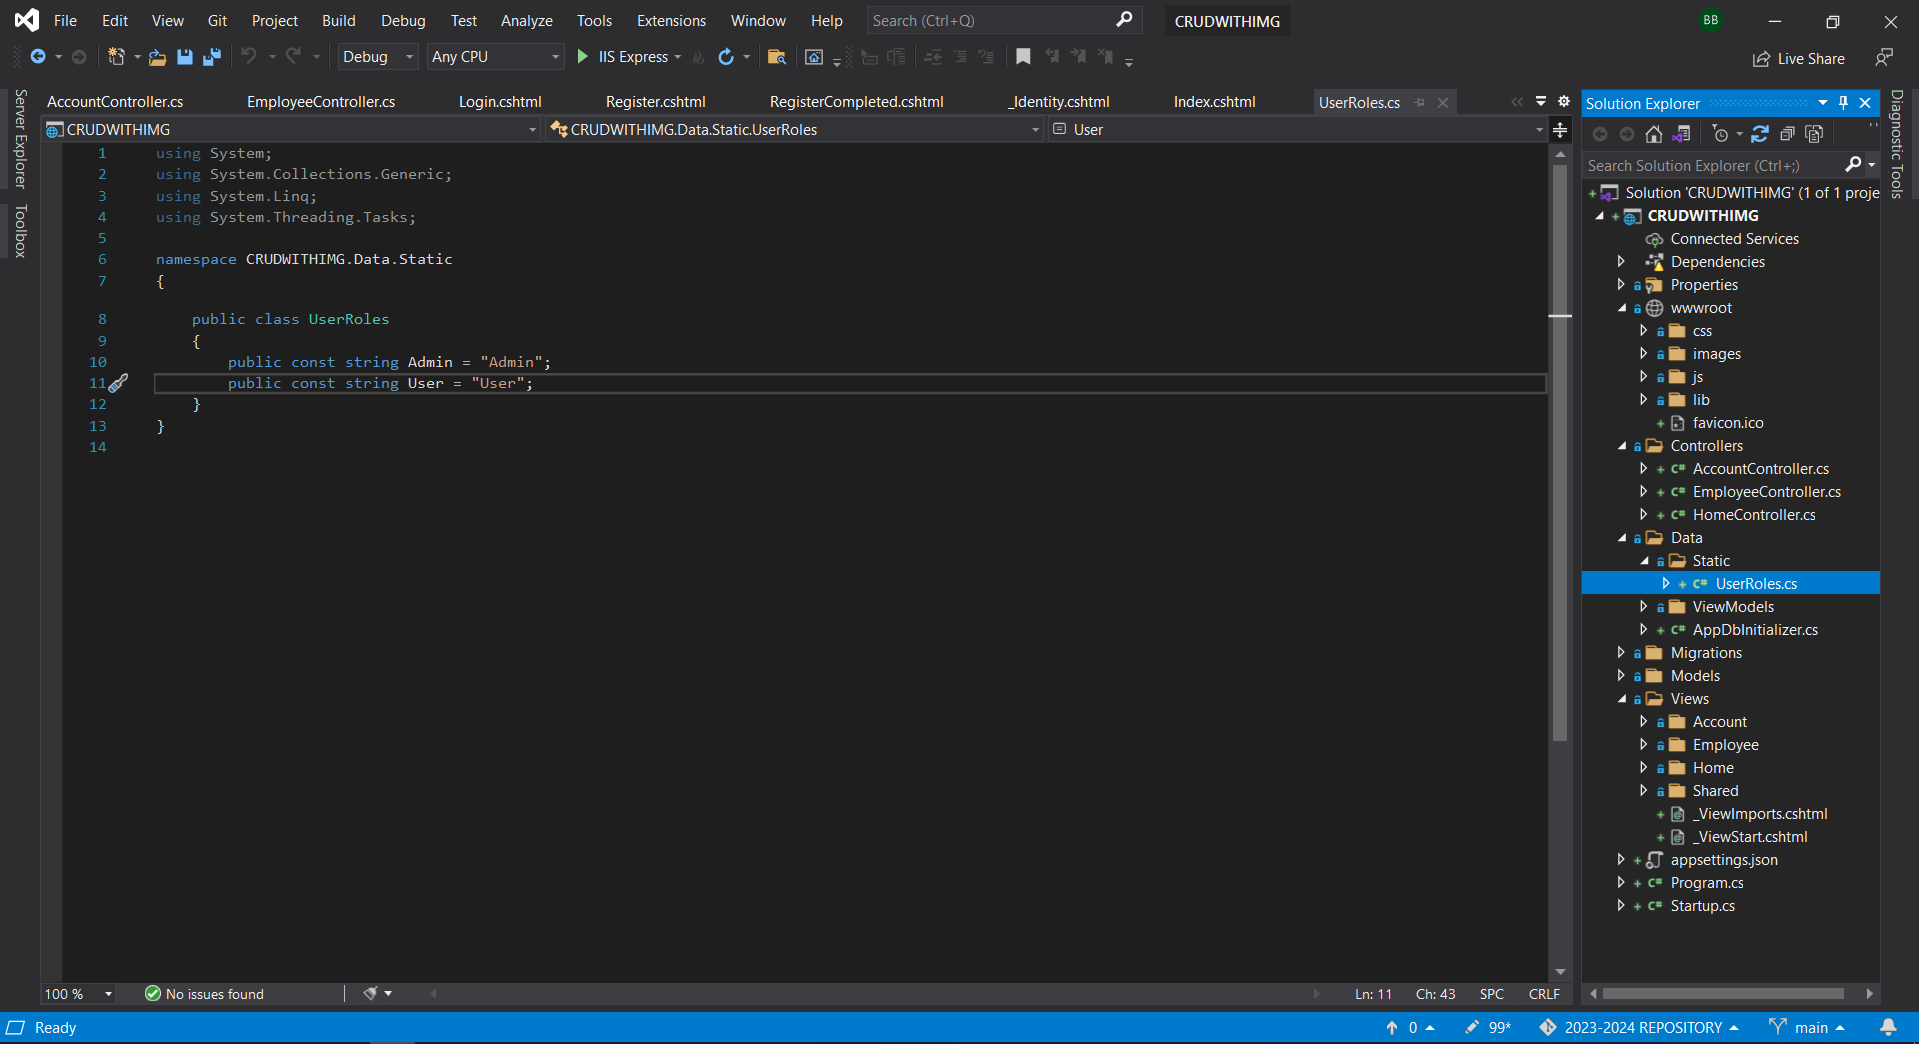 File Edit View Git Project Build Debug Test Analyze Tools Extensions Window Help Search (Ctrl+Q) CRUDWITHIMG BB
Debug Any CPU IIS Express Live Share
Server Explorer
Toolbox
AccountController.cs EmployeeController.cs Login.cshtml Register.cshtml RegisterCompleted.cshtml _Identity.cshtml Index.cshtml UserRoles.cs
CRUDWITHIMG CRUDWITHIMG.Data.Static.UserRoles User
1 using System;
2 using System.Collections.Generic;
3 using System.Linq;
4 using System.Threading.Tasks;
5
6 namespace CRUDWITHIMG.Data.Static
7 {
8 public class UserRoles
9 {
10 public const string Admin = "Admin";
11 public const string User = "User";
12 }
13 }
14
100 % No issues found Ln: 11 Ch: 43 SPC CRLF
Solution Explorer
Search Solution Explorer (Ctrl+;)
Solution 'CRUDWITHIMG' (1 of 1 proje
CRUDWITHIMG
Connected Services
Dependencies
Properties
wwwroot
css
images
js
lib
favicon.ico
Controllers
C# AccountController.cs
C# EmployeeController.cs
C# HomeController.cs
Data
Static
C# UserRoles.cs
ViewModels
C# AppDbInitializer.cs
Migrations
Models
Views
Account
Employee
Home
Shared
_ViewImports.cshtml
_ViewStart.cshtml
appsettings.json
C# Program.cs
C# Startup.cs
Diagnostic Tools
Ready 0 99* 2023-2024 REPOSITORY main